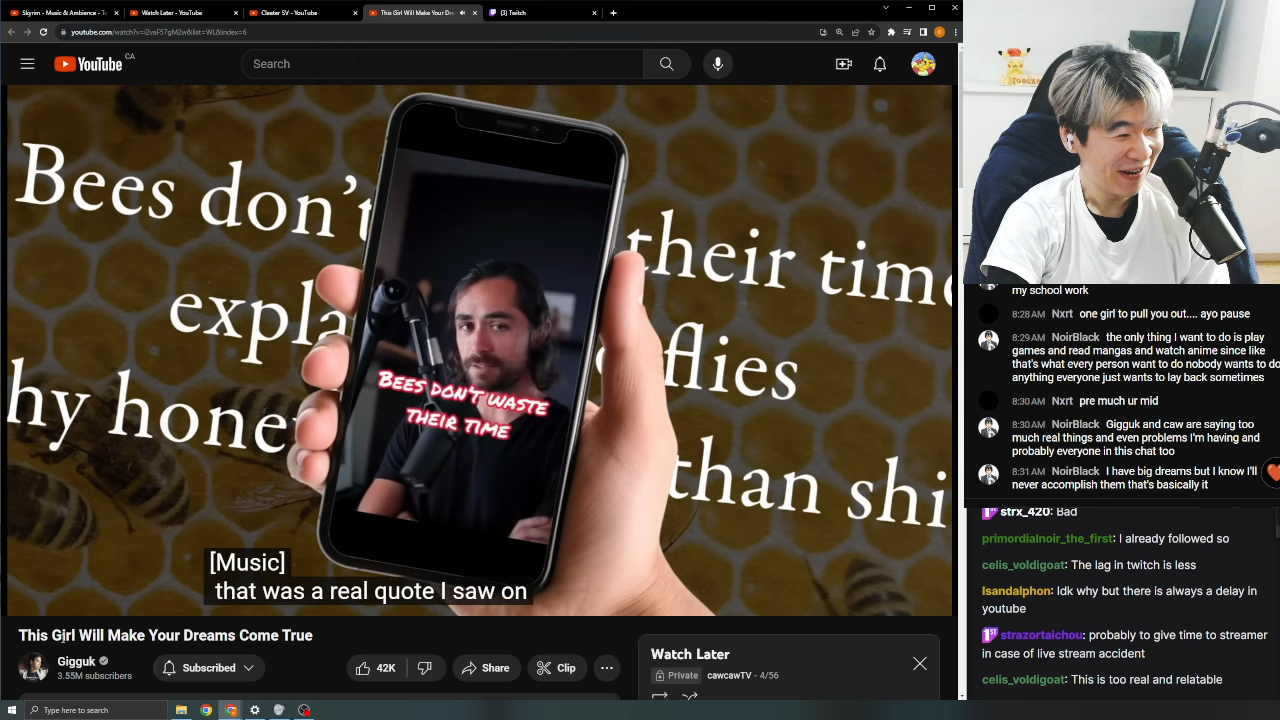 Skyrim - Music & Ambience - To
Watch Later - YouTube
Cleater SV - YouTube
This Girl Will Make Your Dre
(3) Twitch
youtube.com/watch?v=i2vaF57gM2w&list=WL&index=6
YouTube CA
Search
Bees don't
their time
expla
flies
hy honey
than shi
BEES DON'T WASTE
THEIR TIME
[Music]
that was a real quote I saw on
This Girl Will Make Your Dreams Come True
Gigguk
3.55M subscribers
Subscribed
42K
Share
Clip
Watch Later
Private
cawcawTV - 4/56
Type here to search
my school work
8:28 AM Nxrt one girl to pull you out.... ayo pause
8:29 AM NoirBlack the only thing I want to do is play
games and read mangas and watch anime since like
that's what every person want to do nobody wants to do
anything everyone just wants to lay back sometimes
8:30 AM Nxrt pre much ur mid
8:30 AM NoirBlack Gigguk and caw are saying too
much real things and even problems I'm having and
probably everyone in this chat too
8:31 AM NoirBlack I have big dreams but I know I'll
never accomplish them that's basically it
1ST strx_420: Bad
primordialnoir_the_first: I already followed so
celis_voldigoat: The lag in twitch is less
Isandalphon: Idk why but there is always a delay in
youtube
1ST strazortaichou: probably to give time to streamer
in case of live stream accident
celis_voldigoat: This is too real and relatable